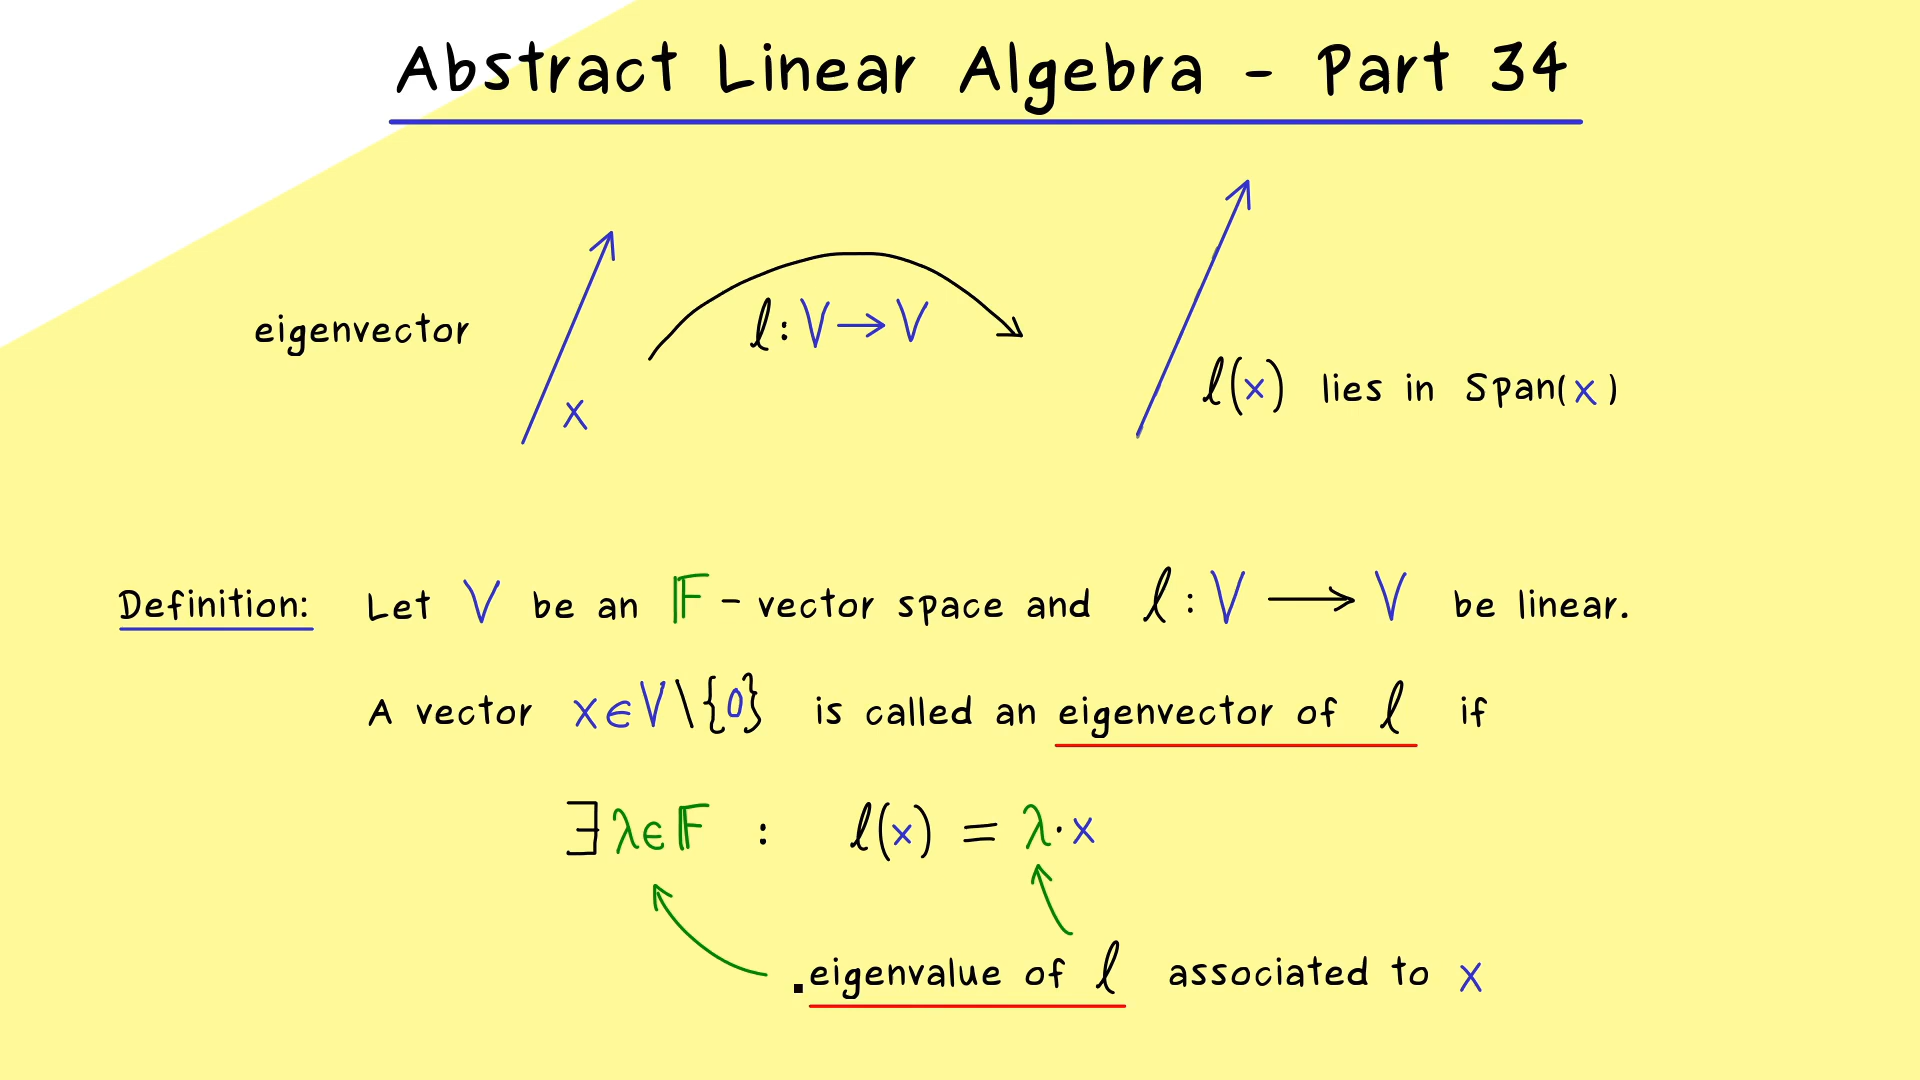 Abstract Linear Algebra - Part 34
eigenvector x ℓ: V → V ℓ(x) lies in Span(x)
Definition: Let V be an 𝔽 - vector space and ℓ: V ⟶ V be linear.
A vector x ∈ V \ {0} is called an eigenvector of ℓ if
∃ λ ∈ 𝔽 : ℓ(x) = λ · x
eigenvalue of ℓ associated to x